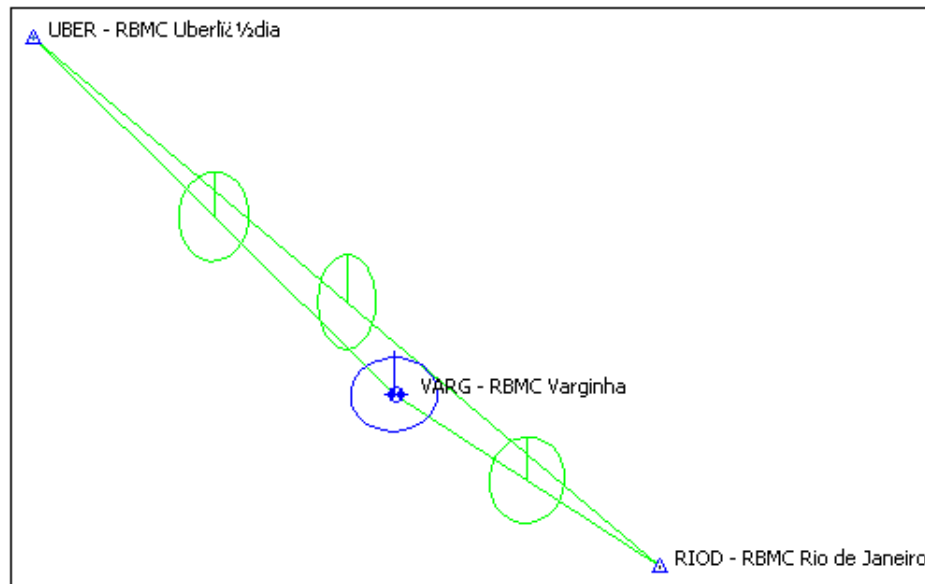 UBER - RBMC Uberlï¿½dia
VARG - RBMC Varginha
RIOD - RBMC Rio de Janeiro